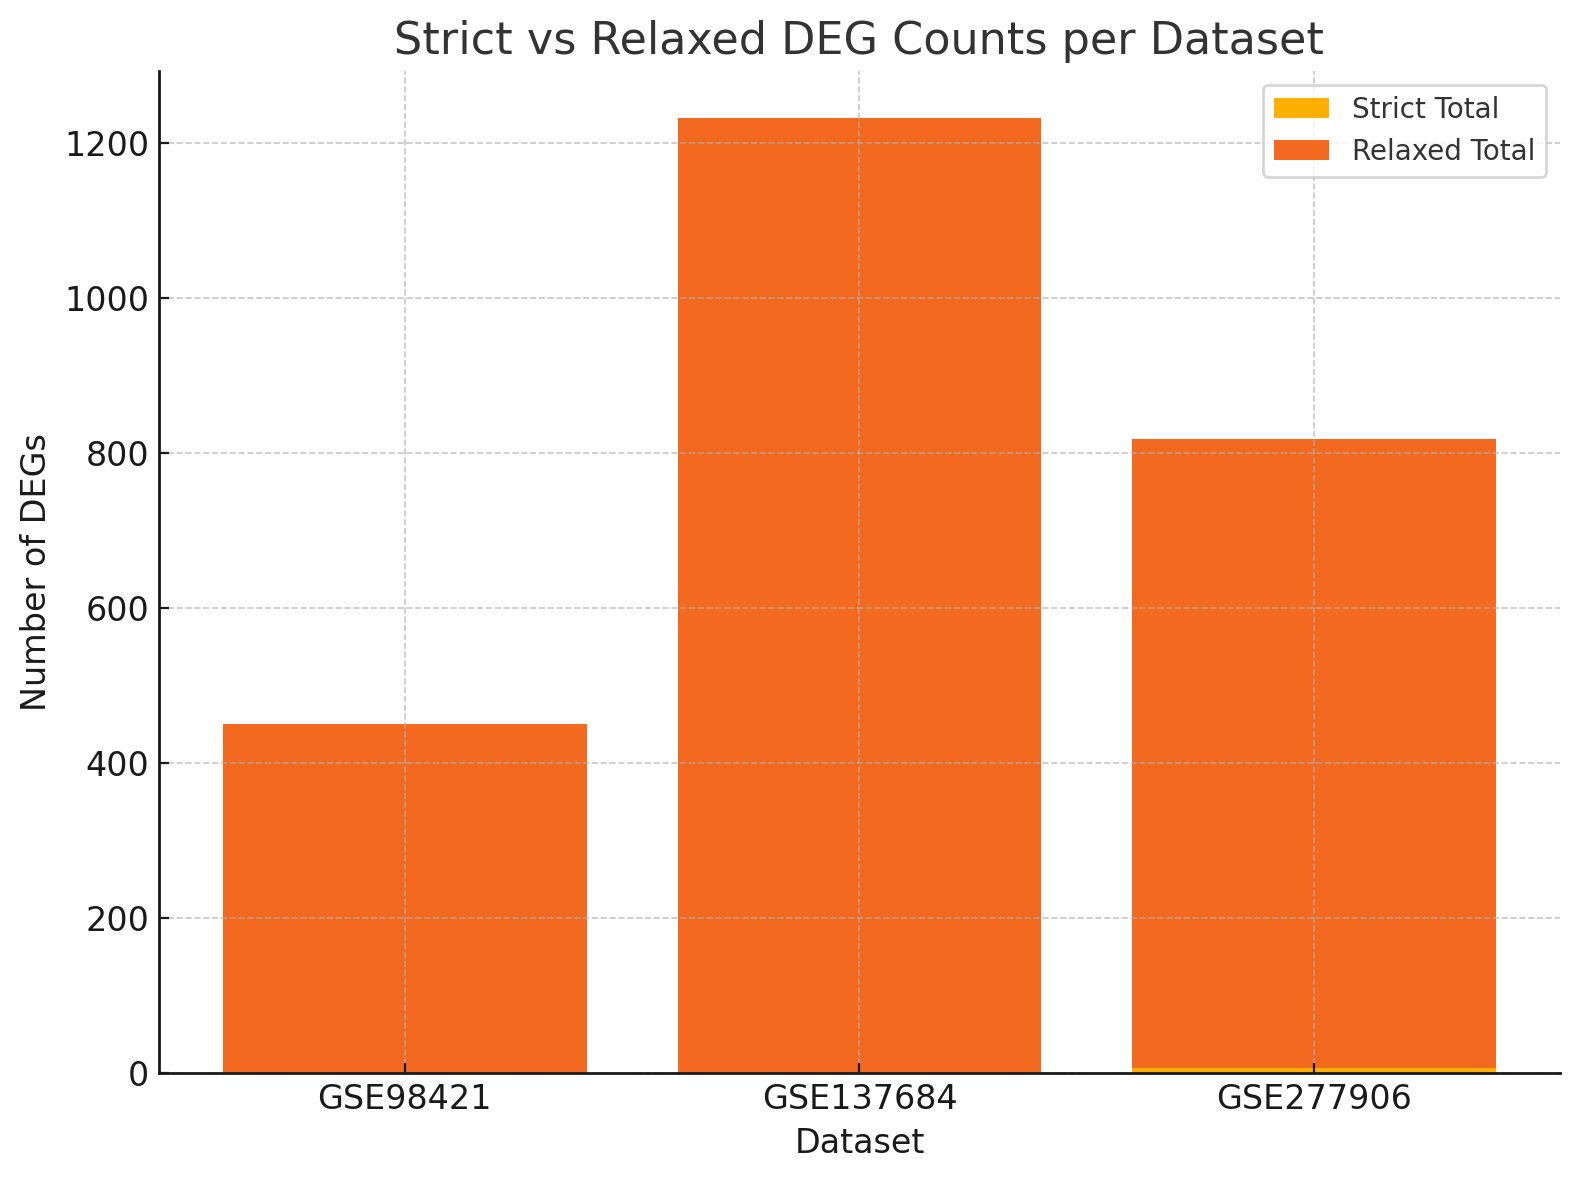 Strict vs Relaxed DEG Counts per Dataset
Strict Total
Relaxed Total
Number of DEGs
1200
1000
800
600
400
200
0
GSE98421
GSE137684
GSE277906
Dataset